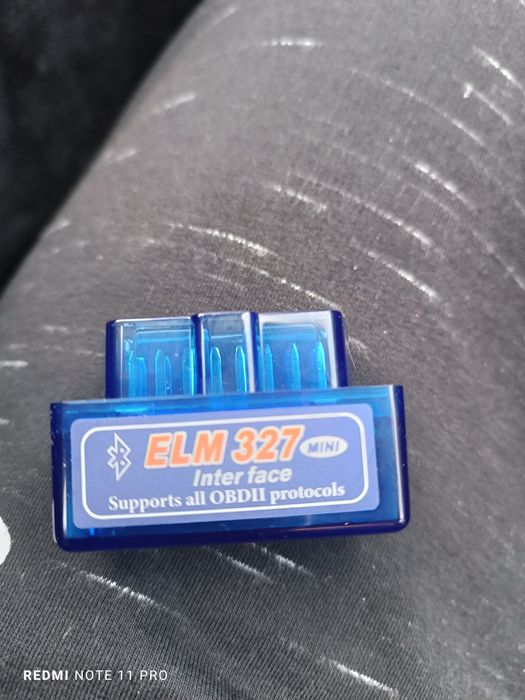 ELM 327 MINI
Inter face
Supports all OBDII protocols
REDMI NOTE 11 PRO